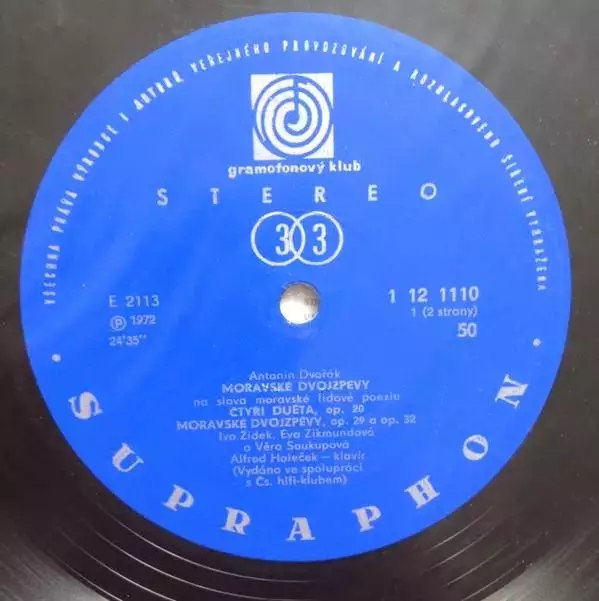 VŠECHNA PRÁVA VÝROBCE I AUTORŮ VEŘEJNÉHO PROVOZOVÁNÍ A ROZHLASOVÉHO ŠÍŘENÍ VYHRAZENA
gramofonový klub
STEREO
33
E 2113
Ⓟ 1972
24'35"
1 12 1110
1 (2 strany)
50
Antonín Dvořák
MORAVSKÉ DVOJZPĚVY
na slova moravské lidové poezie
ČTYŘI DUĚTA, op. 20
MORAVSKÉ DVOJZPĚVY, op. 29 a op. 32
Ivo Žídek, Eva Zikmundová
a Věra Soukupová
Alfred Holeček – klavír
(Vydáno ve spolupráci
s Čs. hifi-klubem)
• SUPRAPHON •